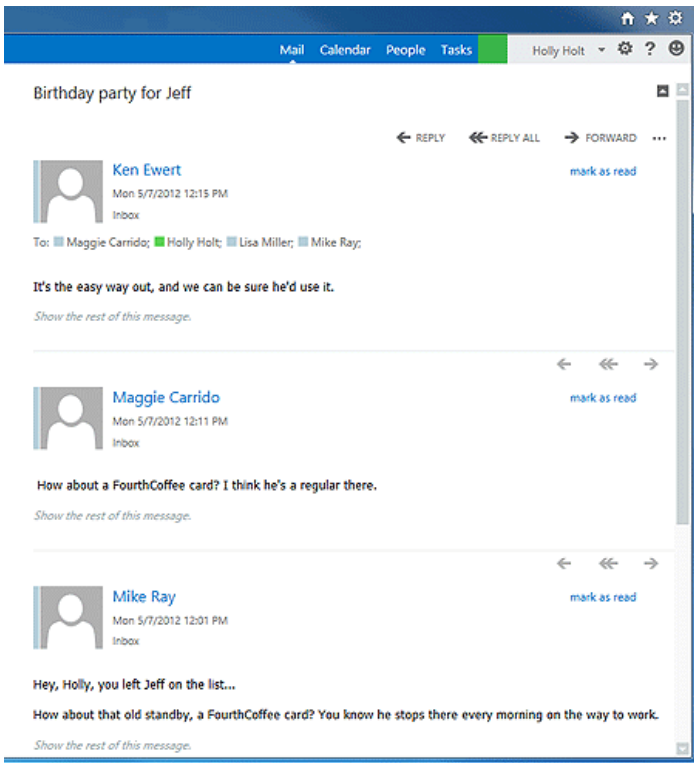 Mail Calendar People Tasks Holly Holt ?
Birthday party for Jeff
REPLY REPLY ALL FORWARD ...
Ken Ewert
mark as read
Mon 5/7/2012 12:15 PM
Inbox
To: Maggie Carrido; Holly Holt; Lisa Miller; Mike Ray;
It's the easy way out, and we can be sure he'd use it.
Show the rest of this message.
Maggie Carrido
mark as read
Mon 5/7/2012 12:11 PM
Inbox
How about a FourthCoffee card? I think he's a regular there.
Show the rest of this message.
Mike Ray
mark as read
Mon 5/7/2012 12:01 PM
Inbox
Hey, Holly, you left Jeff on the list...
How about that old standby, a FourthCoffee card? You know he stops there every morning on the way to work.
Show the rest of this message.